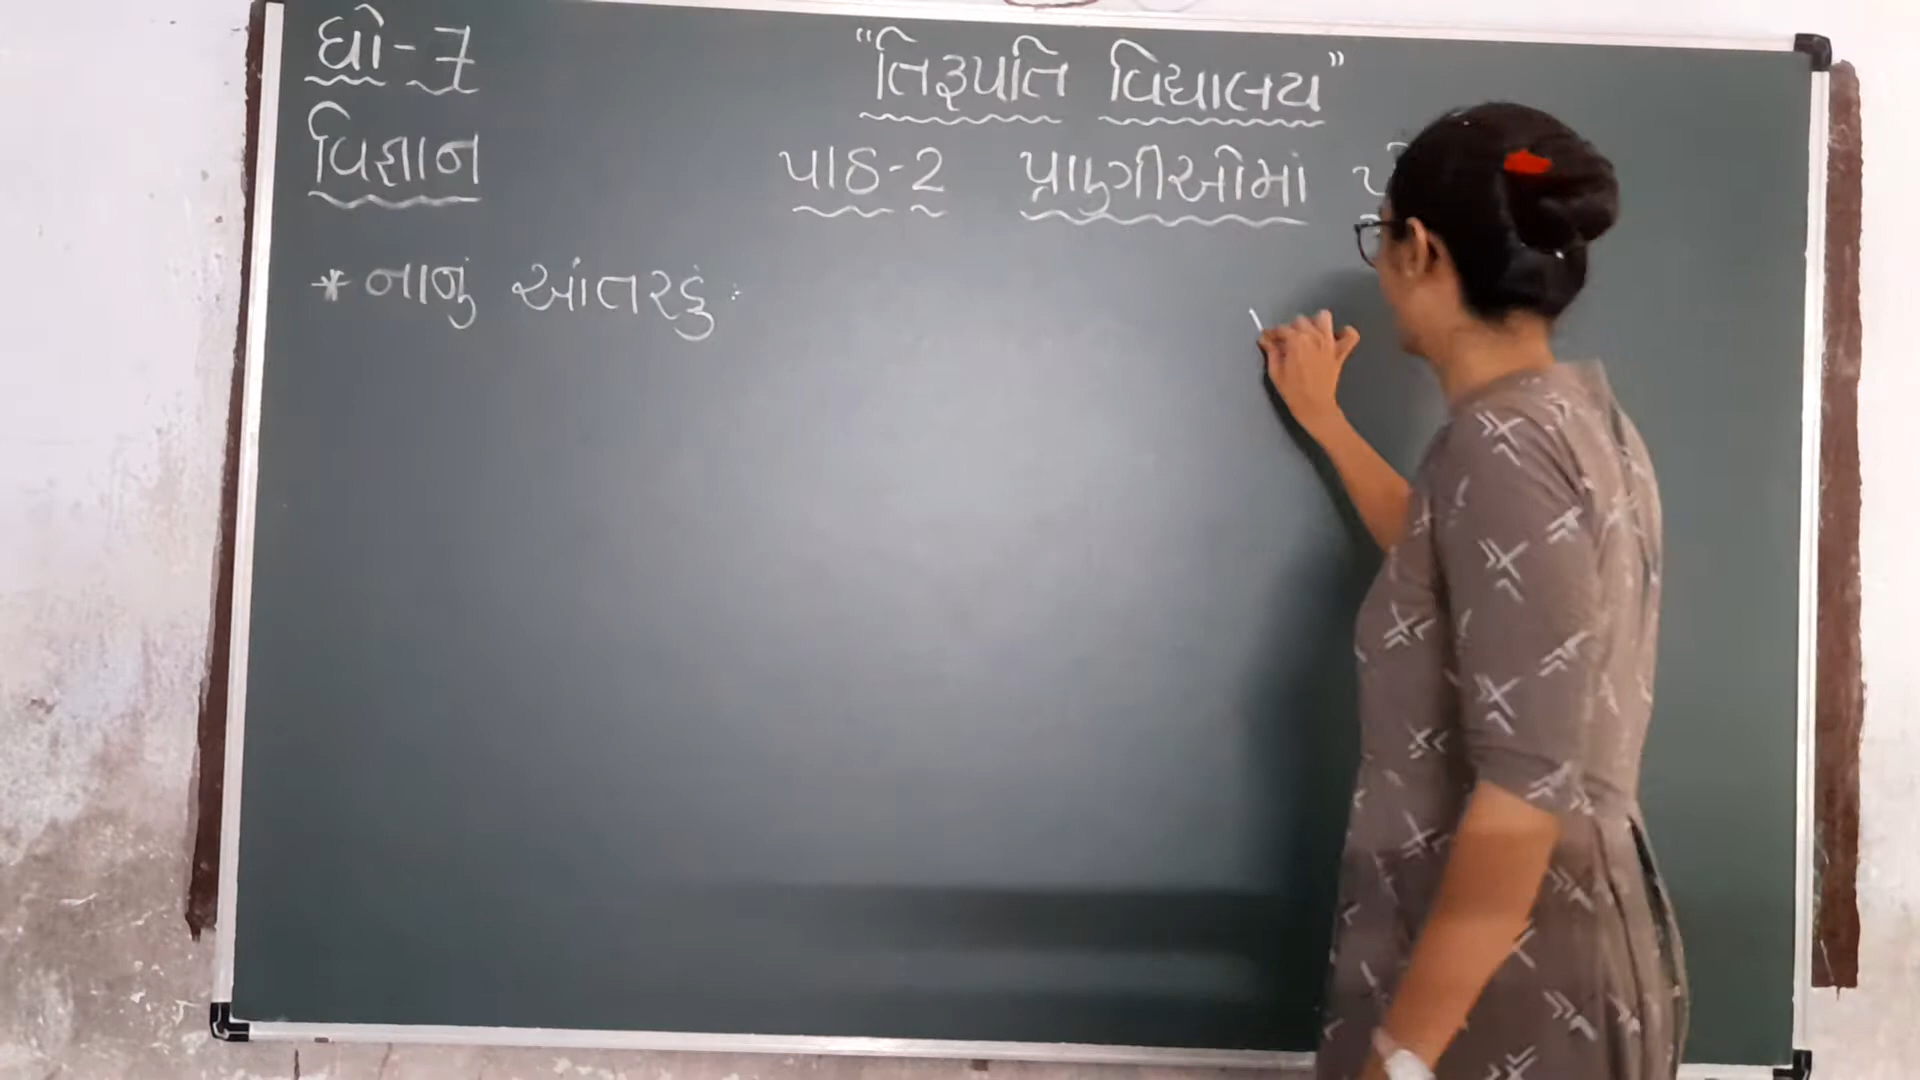 ધો-7
"તિરૂપતિ વિદ્યાલય"
વિજ્ઞાન
પાઠ-2 પ્રાણીઓમાં
* નાનું આંતરડું :